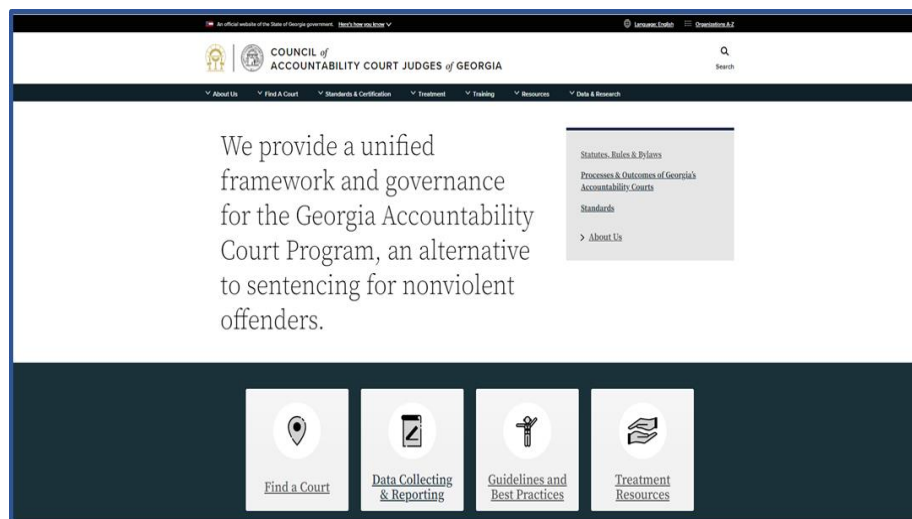 An official website of the State of Georgia government. Here's how you know
Language: English Organizations A-Z
COUNCIL of
ACCOUNTABILITY COURT JUDGES of GEORGIA
Search
About Us Find A Court Standards & Certification Treatment Training Resources Data & Research
We provide a unified
framework and governance
for the Georgia Accountability
Court Program, an alternative
to sentencing for nonviolent
offenders.
Statutes, Rules & Bylaws
Processes & Outcomes of Georgia's
Accountability Courts
Standards
About Us
Find a Court
Data Collecting
& Reporting
Guidelines and
Best Practices
Treatment
Resources